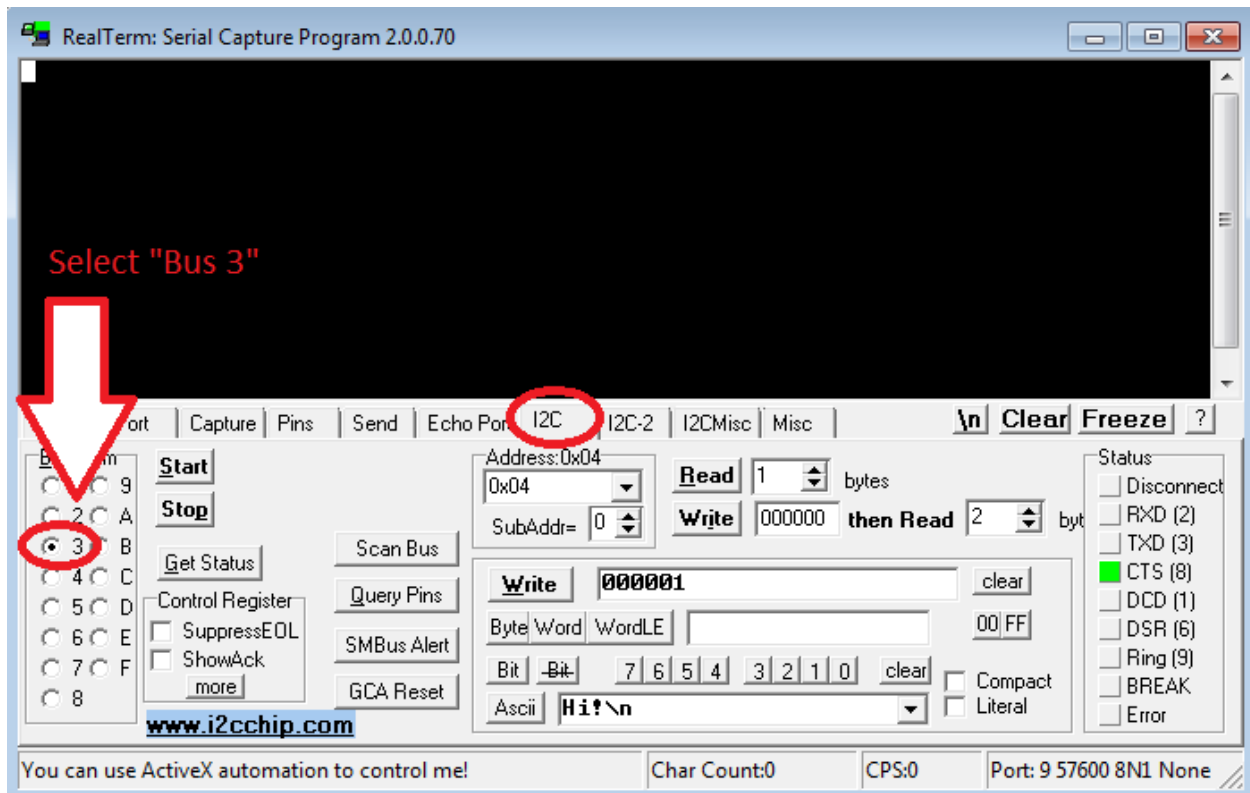 RealTerm: Serial Capture Program 2.0.0.70
Select "Bus 3"
ort Capture Pins Send Echo Por I2C I2C-2 I2CMisc Misc \n Clear Freeze ?
B m
9
2 A
3 B
4 C
5 D
6 E
7 F
8
Start
Stop
Get Status
Control Register
SuppressEOL
ShowAck
more
www.i2cchip.com
Scan Bus
Query Pins
SMBus Alert
GCA Reset
Address:0x04
0x04
SubAddr= 0
Read 1 bytes
Write 000000 then Read 2 byt
Write 000001 clear
Byte Word WordLE 00 FF
Bit Bit 7 6 5 4 3 2 1 0 clear
Ascii Hi!\n
Compact
Literal
Status
Disconnect
RXD (2)
TXD (3)
CTS (8)
DCD (1)
DSR (6)
Ring (9)
BREAK
Error
You can use ActiveX automation to control me! Char Count:0 CPS:0 Port: 9 57600 8N1 None